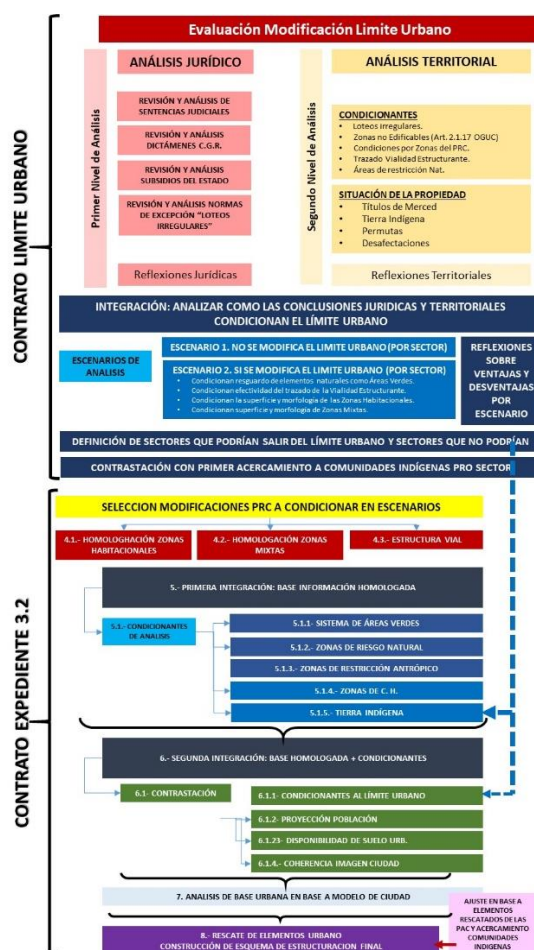 Evaluación Modificación Limite Urbano
CONTRATO LIMITE URBANO
Primer Nivel de Análisis
ANÁLISIS JURÍDICO
REVISIÓN Y ANÁLISIS DE
SENTENCIAS JUDICIALES
REVISIÓN Y ANÁLISIS
DICTÁMENES C.G.R.
REVISIÓN Y ANÁLISIS
SUBSIDIOS DEL ESTADO
REVISIÓN Y ANÁLISIS NORMAS
DE EXCEPCIÓN "LOTEOS
IRREGULARES"
Reflexiones Jurídicas
Segundo Nivel de Análisis
ANÁLISIS TERRITORIAL
CONDICIONANTES
• Loteos irregulares.
• Zonas no Edificables (Art. 2.1.17 OGUC)
• Condiciones por Zonas del PRC.
• Trazado Vialidad Estructurante.
• Áreas de restricción Nat.
SITUACIÓN DE LA PROPIEDAD
• Títulos de Merced
• Tierra Indígena
• Permutas
• Desafectaciones
Reflexiones Territoriales
INTEGRACIÓN: ANALIZAR COMO LAS CONCLUSIONES JURIDICAS Y TERRITORIALES
CONDICIONAN EL LÍMITE URBANO
ESCENARIOS DE
ANALISIS
ESCENARIO 1. NO SE MODIFICA EL LIMITE URBANO (POR SECTOR)
ESCENARIO 2. SI SE MODIFICA EL LIMITE URBANO (POR SECTOR)
• Condicionan resguardo de elementos naturales como Áreas Verdes.
• Condicionan efectividad del trazado de la Vialidad Estructurante.
• Condicionan la superficie y morfología de las Zonas Habitacionales.
• Condicionan superficie y morfología de Zonas Mixtas.
REFLEXIONES
SOBRE
VENTAJAS Y
DESVENTAJAS
POR
ESCENARIO
DEFINICIÓN DE SECTORES QUE PODRÍAN SALIR DEL LÍMITE URBANO Y SECTORES QUE NO PODRÍAN
CONTRASTACIÓN CON PRIMER ACERCAMIENTO A COMUNIDADES INDÍGENAS PRO SECTOR
CONTRATO EXPEDIENTE 3.2
SELECCION MODIFICACIONES PRC A CONDICIONAR EN ESCENARIOS
4.1.- HOMOLOGHACIÓN ZONAS
HABITACIONALES
4.2.- HOMOLOGACIÓN ZONAS
MIXTAS
4.3.- ESTRUCTURA VIAL
5.- PRIMERA INTEGRACIÓN: BASE INFORMACIÓN HOMOLOGADA
5.1.- CONDICIONANTES
DE ANALISIS
5.1.1- SISTEMA DE ÁREAS VERDES
5.1.2.- ZONAS DE RIESGO NATURAL
5.1.3.- ZONAS DE RESTRICCIÓN ANTRÓPICO
5.1.4.- ZONAS DE C. H.
5.1.5.- TIERRA INDÍGENA
6.- SEGUNDA INTEGRACIÓN: BASE HOMOLOGADA + CONDICIONANTES
6.1- CONTRASTACIÓN
6.1.1- CONDICIONANTES AL LÍMITE URBANO
6.1.2- PROYECCIÓN POBLACIÓN
6.1.23- DISPONIBILIDAD DE SUELO URB.
6.1.4.- COHERENCIA IMAGEN CIUDAD
7. ANALISIS DE BASE URBANA EN BASE A MODELO DE CIUDAD
8.- RESCATE DE ELEMENTOS URBANO
CONSTRUCCIÓN DE ESQUEMA DE ESTRUCTURACION FINAL
AJUSTE EN BASE A
ELEMENTOS
RESCATADOS DE LAS
PAC Y ACERCAMIENTO
COMUNIDADES
INDIGENAS